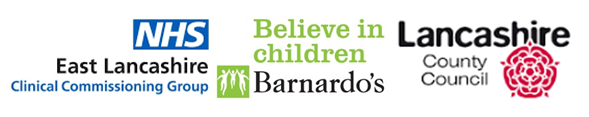 NHS
East Lancashire
Clinical Commissioning Group
Believe in
children
Barnardo's
Lancashire
County
Council